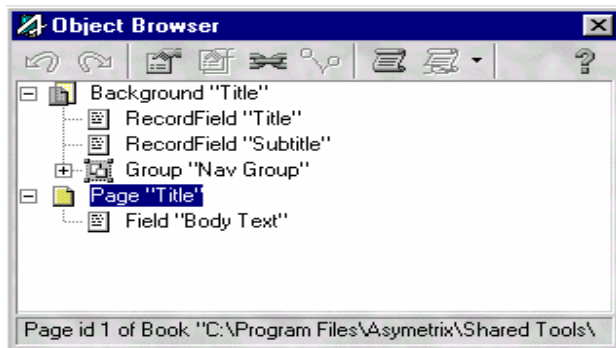 Object Browser
Background "Title"
RecordField "Title"
RecordField "Subtitle"
Group "Nav Group"
Page "Title"
Field "Body Text"
Page id 1 of Book "C:\Program Files\Asymetrix\Shared Tools\